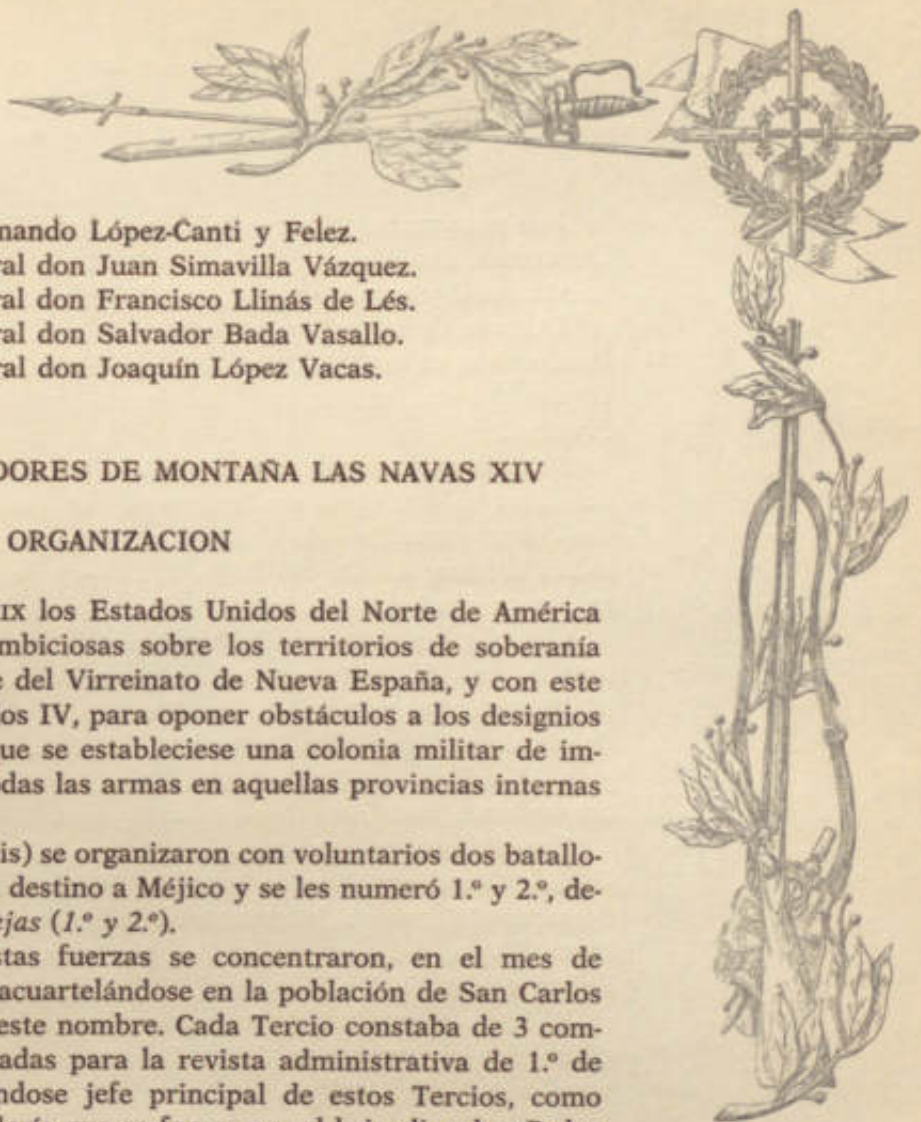 nando López-Canti y Felez.
ral don Juan Simavilla Vázquez.
ral don Francisco Llinás de Lés.
ral don Salvador Bada Vasallo.
ral don Joaquín López Vacas.
DORES DE MONTAÑA LAS NAVAS XIV
ORGANIZACION
IX los Estados Unidos del Norte de América
mbiciosas sobre los territorios de soberanía
e del Virreinato de Nueva España, y con este
os IV, para oponer obstáculos a los designios
ue se estableciese una colonia militar de im-
odas las armas en aquellas provincias internas
is) se organizaron con voluntarios dos batallo-
destino a Méjico y se les numeró 1.º y 2.º, de-
ejas (1.º y 2.º).
stas fuerzas se concentraron, en el mes de
acuartelándose en la población de San Carlos
este nombre. Cada Tercio constaba de 3 com-
adas para la revista administrativa de 1.º de
ndose jefe principal de estos Tercios, como